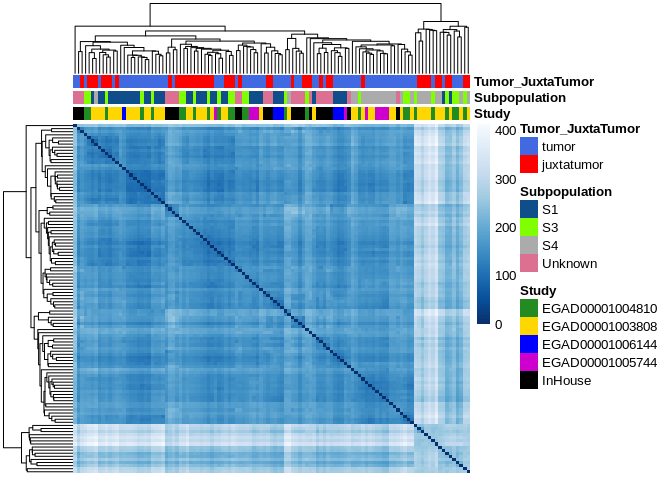 Tumor_JuxtaTumor
Subpopulation
Study
400
300
200
100
0
Tumor_JuxtaTumor
tumor
juxtatumor
Subpopulation
S1
S3
S4
Unknown
Study
EGAD00001004810
EGAD00001003808
EGAD00001006144
EGAD00001005744
InHouse